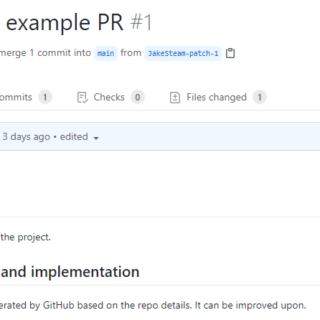 example PR #1
merge 1 commit into main from JakeSteam-patch-1
ommits 1 Checks 0 Files changed 1
3 days ago • edited
the project.
and implementation
erated by GitHub based on the repo details. It can be improved upon.